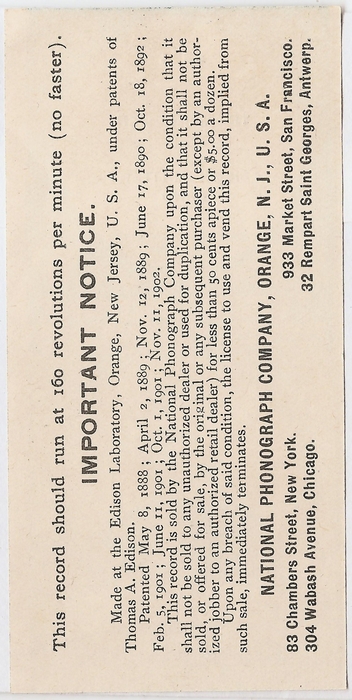 This record should run at 160 revolutions per minute (no faster).
IMPORTANT NOTICE.
Made at the Edison Laboratory, Orange, New Jersey, U. S. A., under patents of
Thomas A. Edison.
Patented May 8, 1888; April 2, 1889; Nov. 12, 1889; June 17, 1890; Oct. 18, 1892;
Feb. 5, 1901; June 11, 1901; Oct. 1, 1901; Nov. 11, 1902.
This record is sold by the National Phonograph Company, upon the condition that it
shall not be sold to any unauthorized dealer or used for duplication, and that it shall not be
sold, or offered for sale, by the original or any subsequent purchaser (except by an author-
ized jobber to an authorized retail dealer) for less than 50 cents apiece or $5.00 a dozen.
Upon any breach of said condition, the license to use and vend this record, implied from
such sale, immediately terminates.
NATIONAL PHONOGRAPH COMPANY, ORANGE, N. J., U. S. A.
83 Chambers Street, New York. 933 Market Street, San Francisco.
304 Wabash Avenue, Chicago. 32 Rempart Saint Georges, Antwerp.